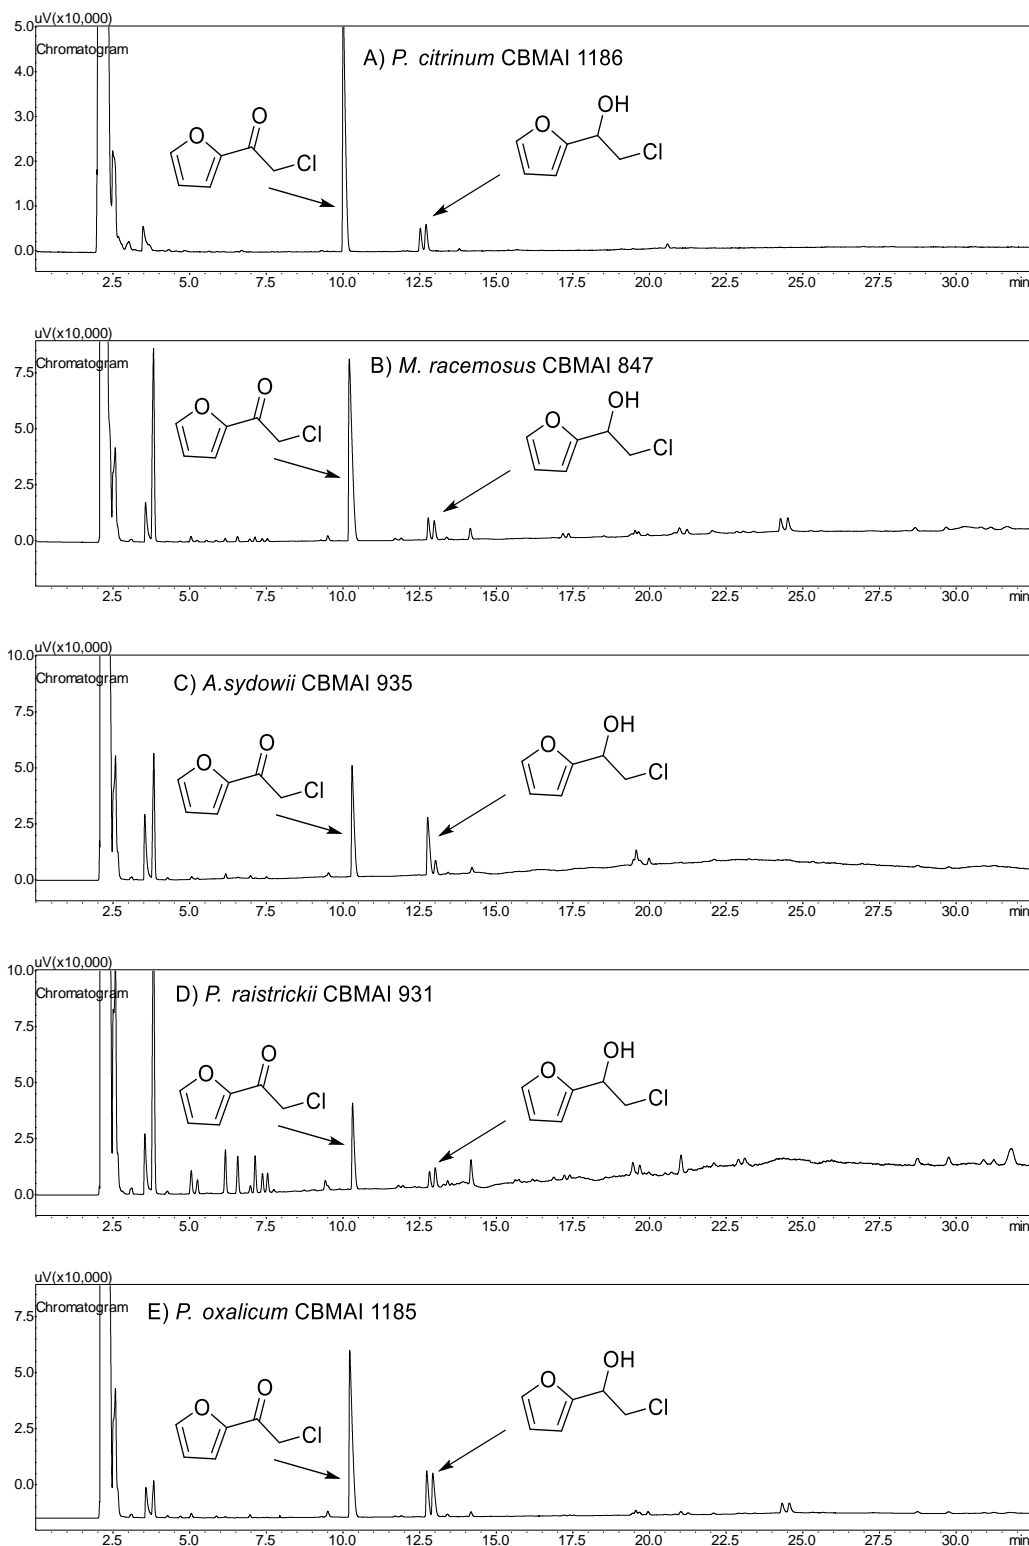 uV(x10,000)
5.0
Chromatogram
A) P. citrinum CBMAI 1186
4.0
3.0
2.0
1.0
0.0
O
O
Cl
OH
O
Cl
2.5 5.0 7.5 10.0 12.5 15.0 17.5 20.0 22.5 25.0 27.5 30.0 min
uV(x10,000)
Chromatogram
B) M. racemosus CBMAI 847
7.5
5.0
2.5
0.0
O
O
Cl
OH
O
Cl
2.5 5.0 7.5 10.0 12.5 15.0 17.5 20.0 22.5 25.0 27.5 30.0 min
uV(x10,000)
10.0
Chromatogram
C) A.sydowii CBMAI 935
7.5
5.0
2.5
0.0
O
O
Cl
OH
O
Cl
2.5 5.0 7.5 10.0 12.5 15.0 17.5 20.0 22.5 25.0 27.5 30.0 min
uV(x10,000)
10.0
Chromatogram
D) P. raistrickii CBMAI 931
7.5
5.0
2.5
0.0
O
O
Cl
OH
O
Cl
2.5 5.0 7.5 10.0 12.5 15.0 17.5 20.0 22.5 25.0 27.5 30.0 min
uV(x10,000)
Chromatogram
E) P. oxalicum CBMAI 1185
7.5
5.0
2.5
0.0
O
O
Cl
OH
O
Cl
2.5 5.0 7.5 10.0 12.5 15.0 17.5 20.0 22.5 25.0 27.5 30.0 min